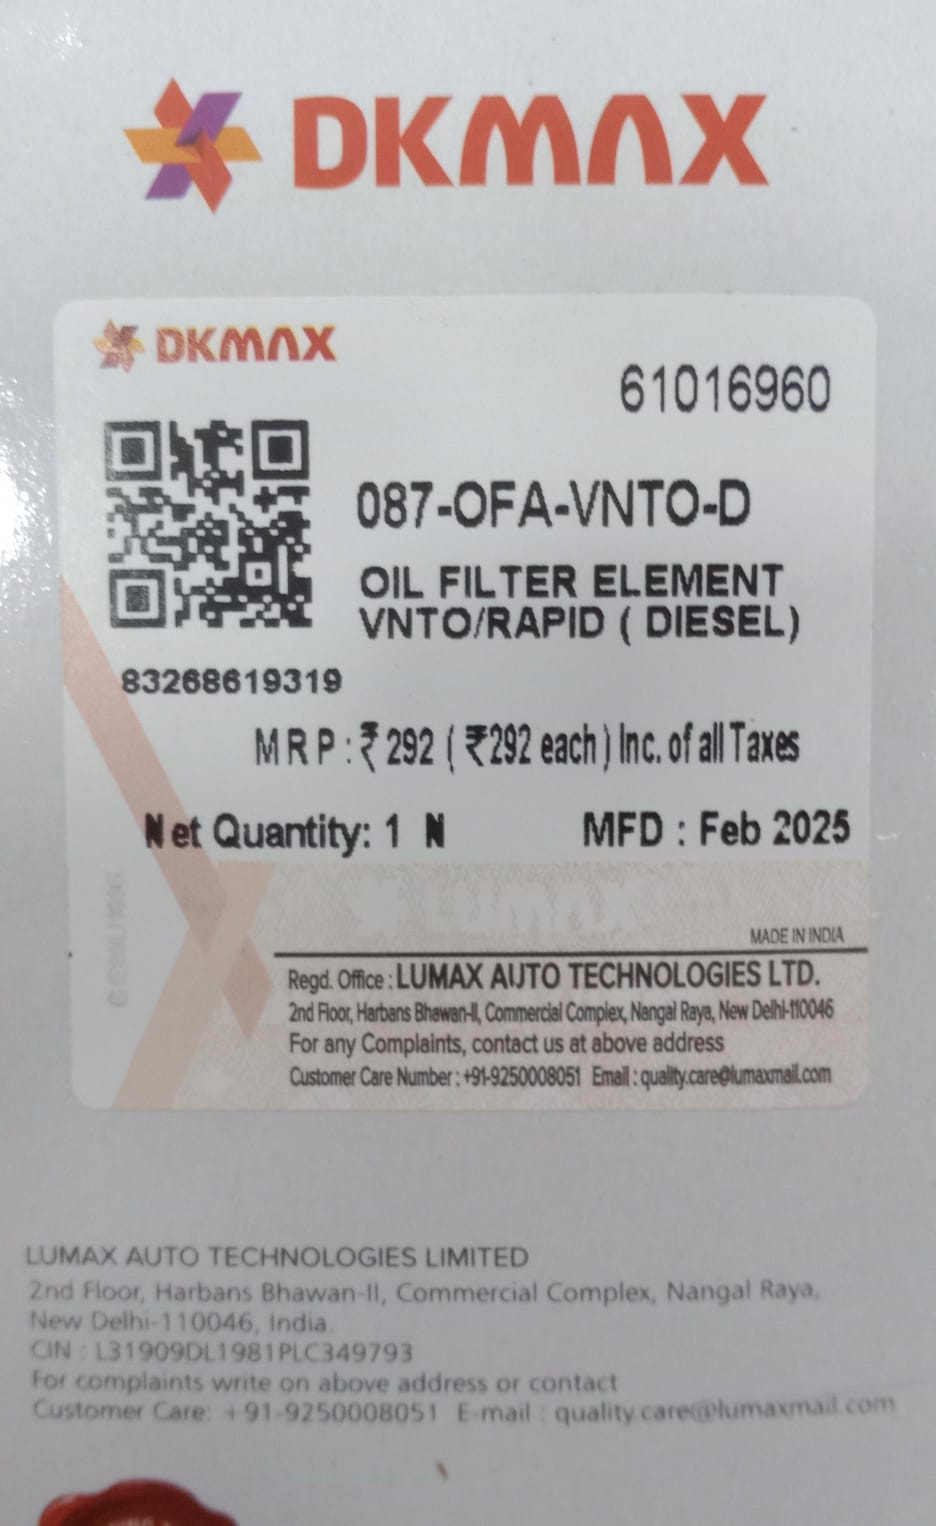 DKMAX
DKMAX
61016960
087-OFA-VNTO-D
OIL FILTER ELEMENT
VNTO/RAPID ( DIESEL)
83268619319
MRP : ₹ 292 ( ₹292 each ) Inc. of all Taxes
Net Quantity: 1 N MFD : Feb 2025
LUMAX
MADE IN INDIA
Regd. Office : LUMAX AUTO TECHNOLOGIES LTD.
2nd Floor, Harbans Bhawan-II, Commercial Complex, Nangal Raya, New Delhi-110046
For any Complaints, contact us at above address
Customer Care Number : +91-9250008051 Email : quality.care@lumaxmail.com
LUMAX AUTO TECHNOLOGIES LIMITED
2nd Floor, Harbans Bhawan-II, Commercial Complex, Nangal Raya,
New Delhi-110046, India.
CIN : L31909DL1981PLC349793
For complaints write on above address or contact
Customer Care: +91-9250008051 E-mail : quality.care@lumaxmail.com